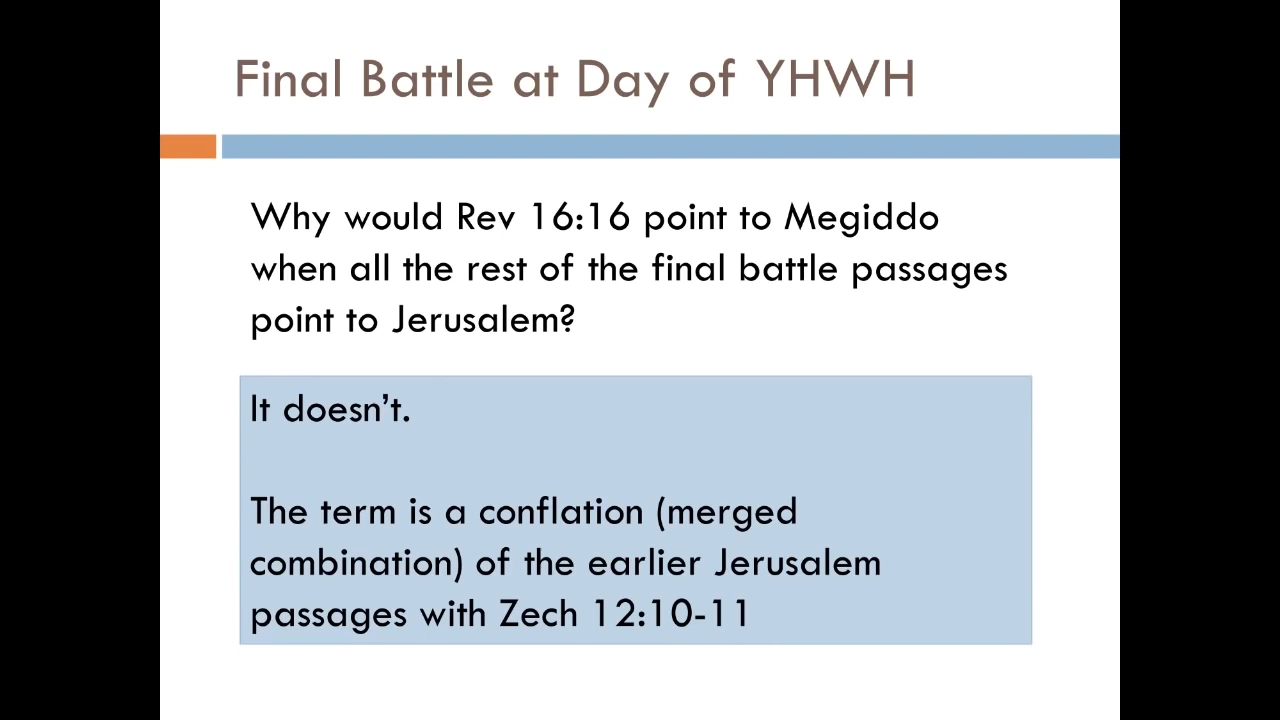 Final Battle at Day of YHWH
Why would Rev 16:16 point to Megiddo
when all the rest of the final battle passages
point to Jerusalem?
It doesn’t.
The term is a conflation (merged
combination) of the earlier Jerusalem
passages with Zech 12:10-11